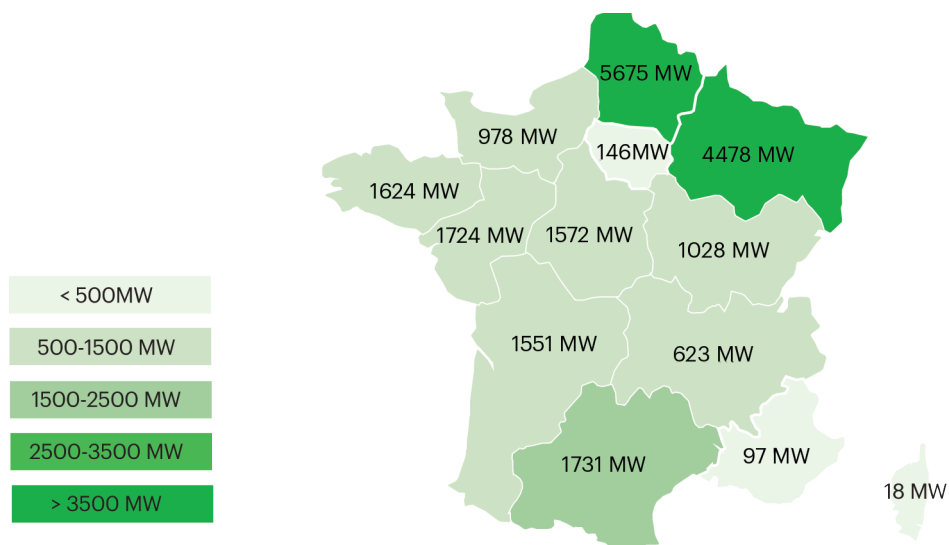 5675 MW
978 MW
146MW
4478 MW
1624 MW
1724 MW
1572 MW
1028 MW
< 500MW
500-1500 MW
1500-2500 MW
2500-3500 MW
> 3500 MW
1551 MW
623 MW
1731 MW
97 MW
18 MW